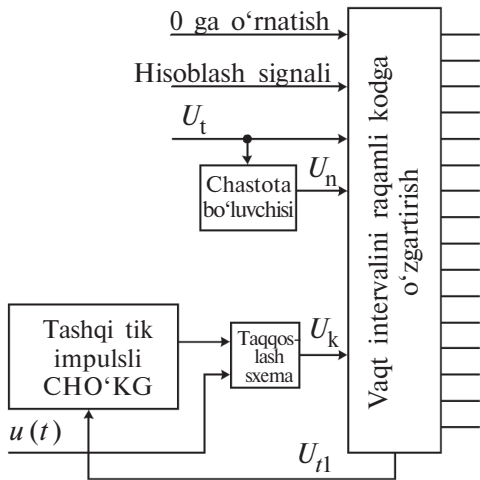 0 ga o‘rnatish
Hisoblash signali
U_t
U_n
Chastota
bo‘luvchisi
Vaqt intervalini raqamli kodga
o‘zgartirish
Tashqi tik
impulsli
CHO‘KG
Taqqos-
lash
sxema
U_k
u(t)
U_t1